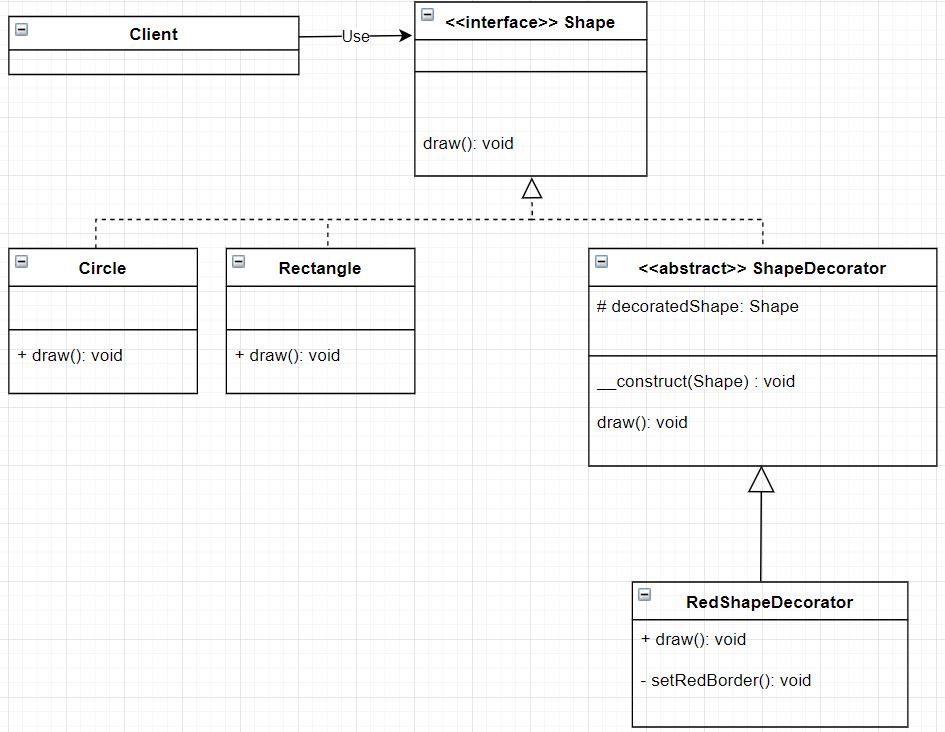 Client
Use
<<interface>> Shape
draw(): void
Circle
+ draw(): void
Rectangle
+ draw(): void
<<abstract>> ShapeDecorator
# decoratedShape: Shape
__construct(Shape) : void
draw(): void
RedShapeDecorator
+ draw(): void
- setRedBorder(): void